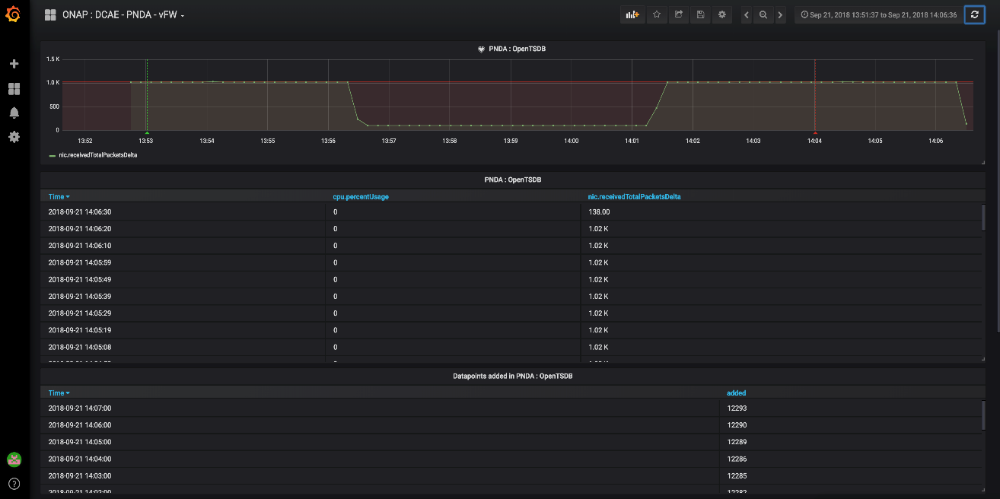 ONAP : DCAE - PNDA - vFW
Sep 21, 2018 13:51:37 to Sep 21, 2018 14:06:36
PNDA : OpenTSDB
1.5 K
1.0 K
500
0
13:52 13:53 13:54 13:55 13:56 13:57 13:58 13:59 14:00 14:01 14:02 14:03 14:04 14:05 14:06
nic.receivedTotalPacketsDelta
PNDA : OpenTSDB
Time cpu.percentUsage nic.receivedTotalPacketsDelta
2018-09-21 14:06:30 0 138.00
2018-09-21 14:06:20 0 1.02 K
2018-09-21 14:06:10 0 1.02 K
2018-09-21 14:05:59 0 1.02 K
2018-09-21 14:05:49 0 1.02 K
2018-09-21 14:05:39 0 1.02 K
2018-09-21 14:05:29 0 1.02 K
2018-09-21 14:05:19 0 1.02 K
2018-09-21 14:05:08 0 1.02 K
Datapoints added in PNDA : OpenTSDB
Time added
2018-09-21 14:07:00 12293
2018-09-21 14:06:00 12290
2018-09-21 14:05:00 12289
2018-09-21 14:04:00 12286
2018-09-21 14:03:00 12285
2018-09-21 14:02:00 12282